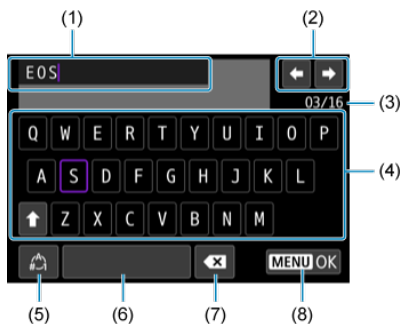 (1) (2)
EOS
03/16 (3)
Q W E R T Y U I O P
A S D F G H J K L (4)
Z X C V B N M
MENU OK
(5) (6) (7) (8)